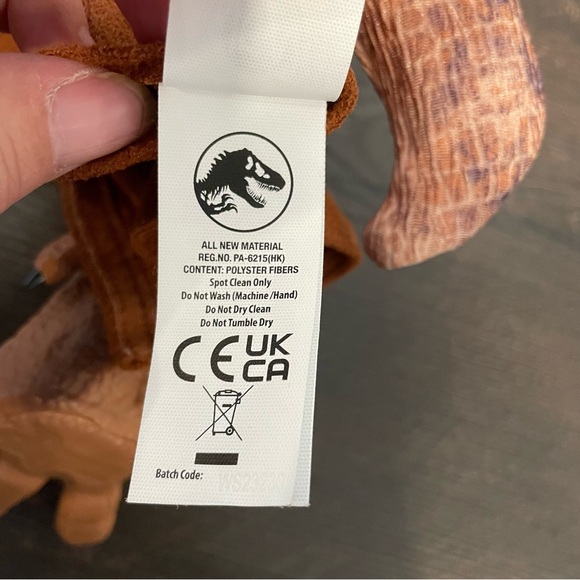 ALL NEW MATERIAL
REG.NO. PA-6215(HK)
CONTENT: POLYSTER FIBERS
Spot Clean Only
Do Not Wash (Machine/Hand)
Do Not Dry Clean
Do Not Tumble Dry
CE UK
CA
Batch Code: